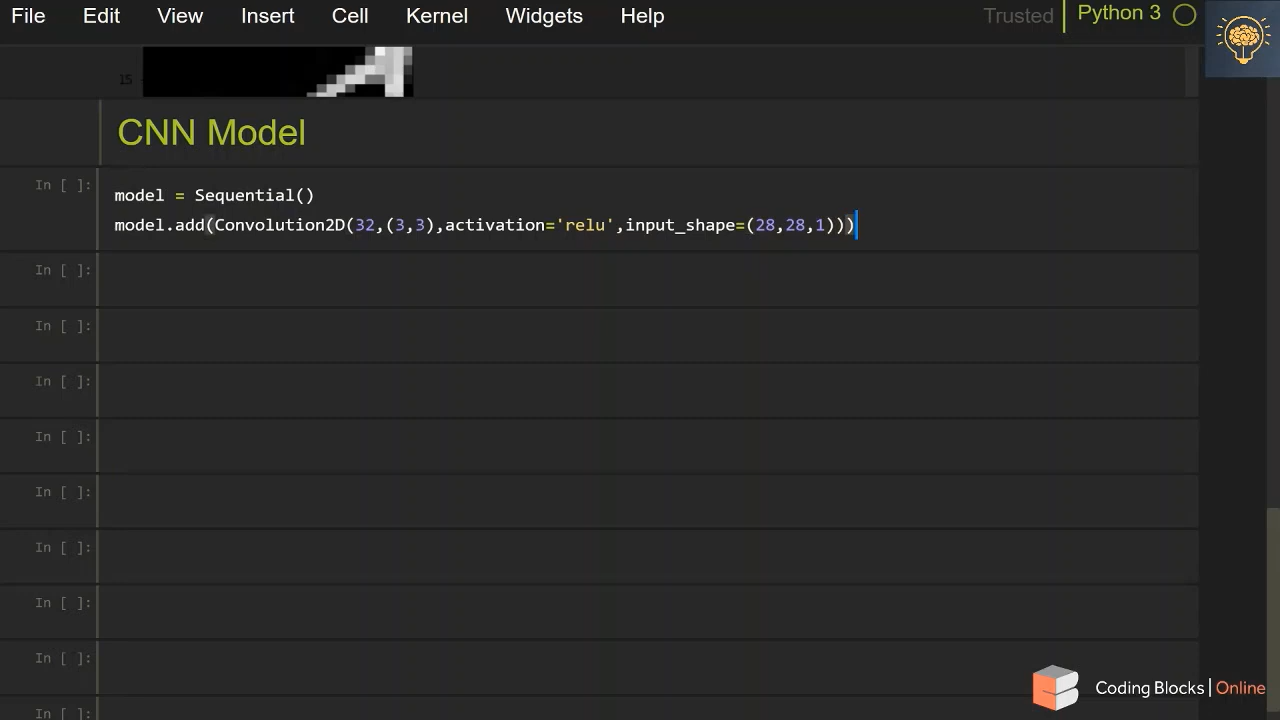 File Edit View Insert Cell Kernel Widgets Help Trusted Python 3
15
CNN Model
In [ ]:
model = Sequential()
model.add(Convolution2D(32,(3,3),activation='relu',input_shape=(28,28,1)))
In [ ]:
In [ ]:
In [ ]:
In [ ]:
In [ ]:
In [ ]:
In [ ]:
In [ ]:
In [ ]:
Coding Blocks | Online